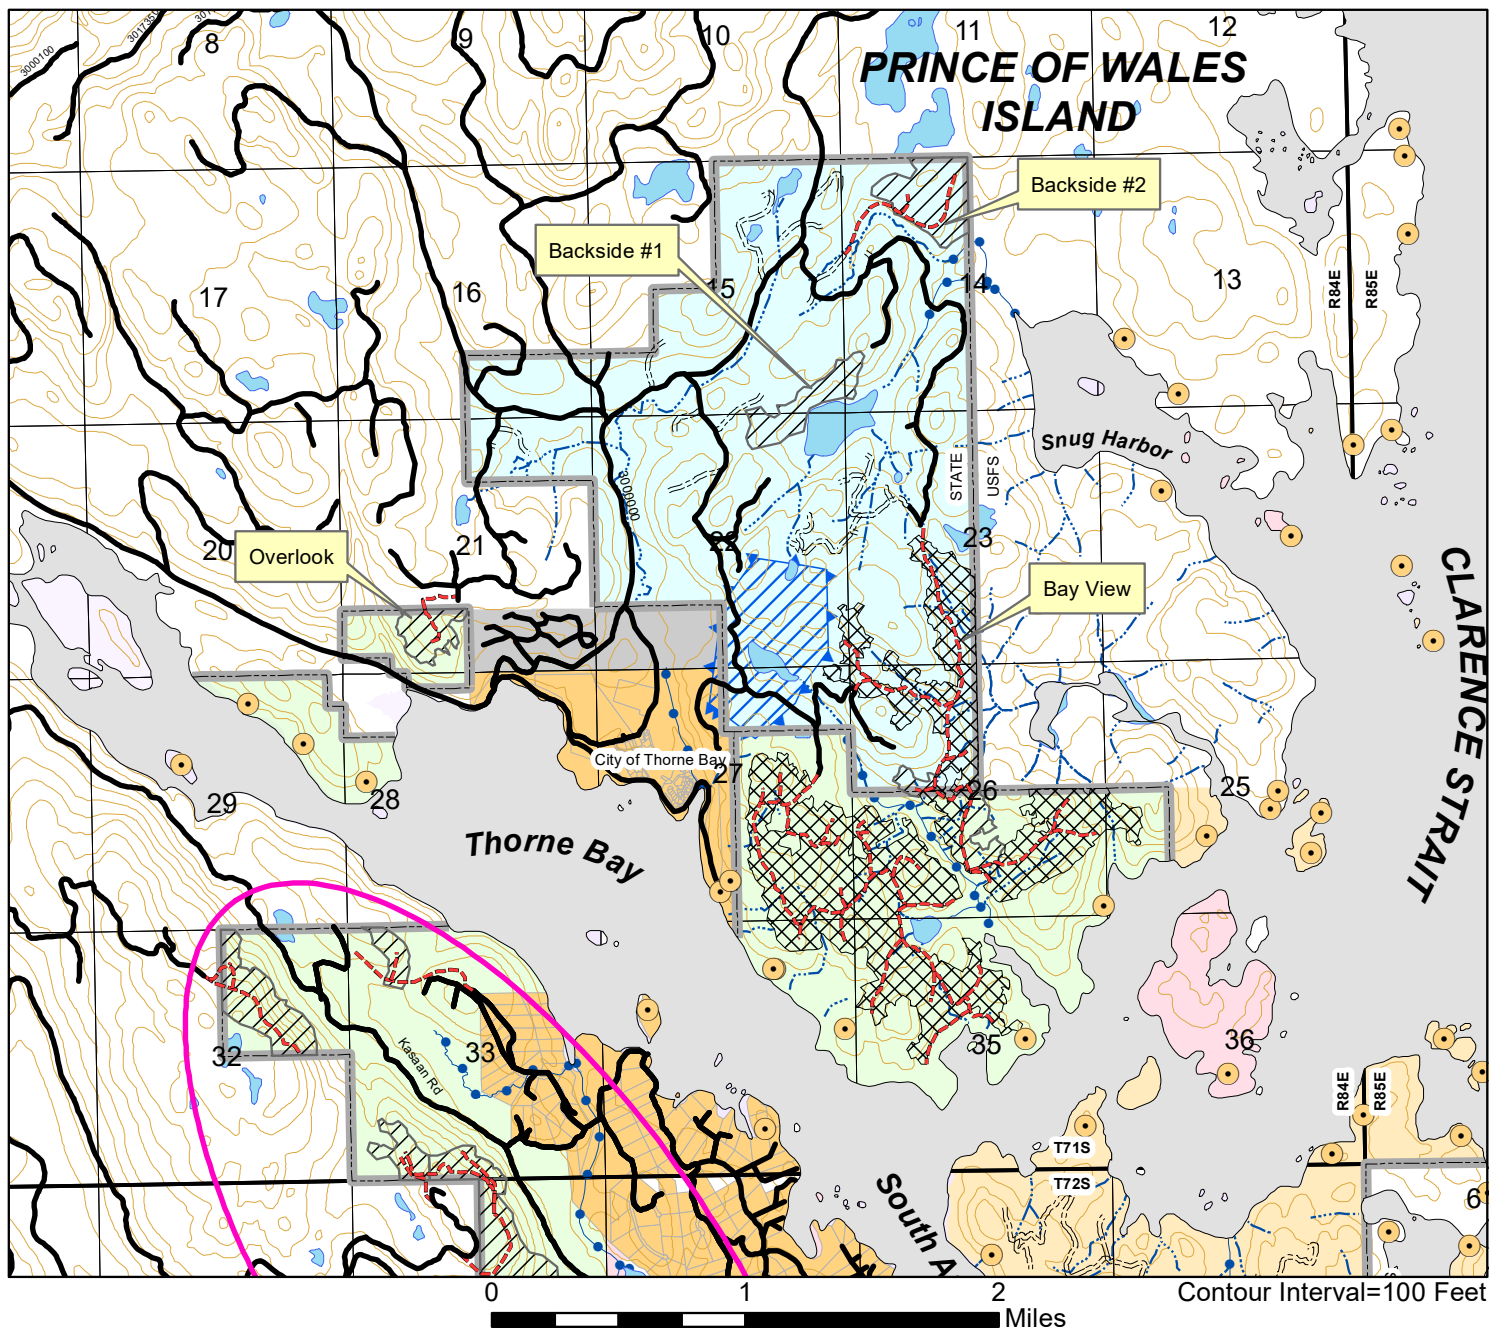 8
9
10
11
12
3000100
3017350
PRINCE OF WALES
ISLAND
Backside #2
Backside #1
17
16
15
14
13
R84E
R85E
Snug Harbor
STATE
USFS
3000000
20
Overlook
21
22
23
Bay View
CLARENCE STRAIT
City of Thorne Bay
27
26
25
29
28
Thorne Bay
32
33
Kasaan Rd
35
36
R84E
R85E
T71S
T72S
South A
6
0
1
2
Miles
Contour Interval=100 Feet